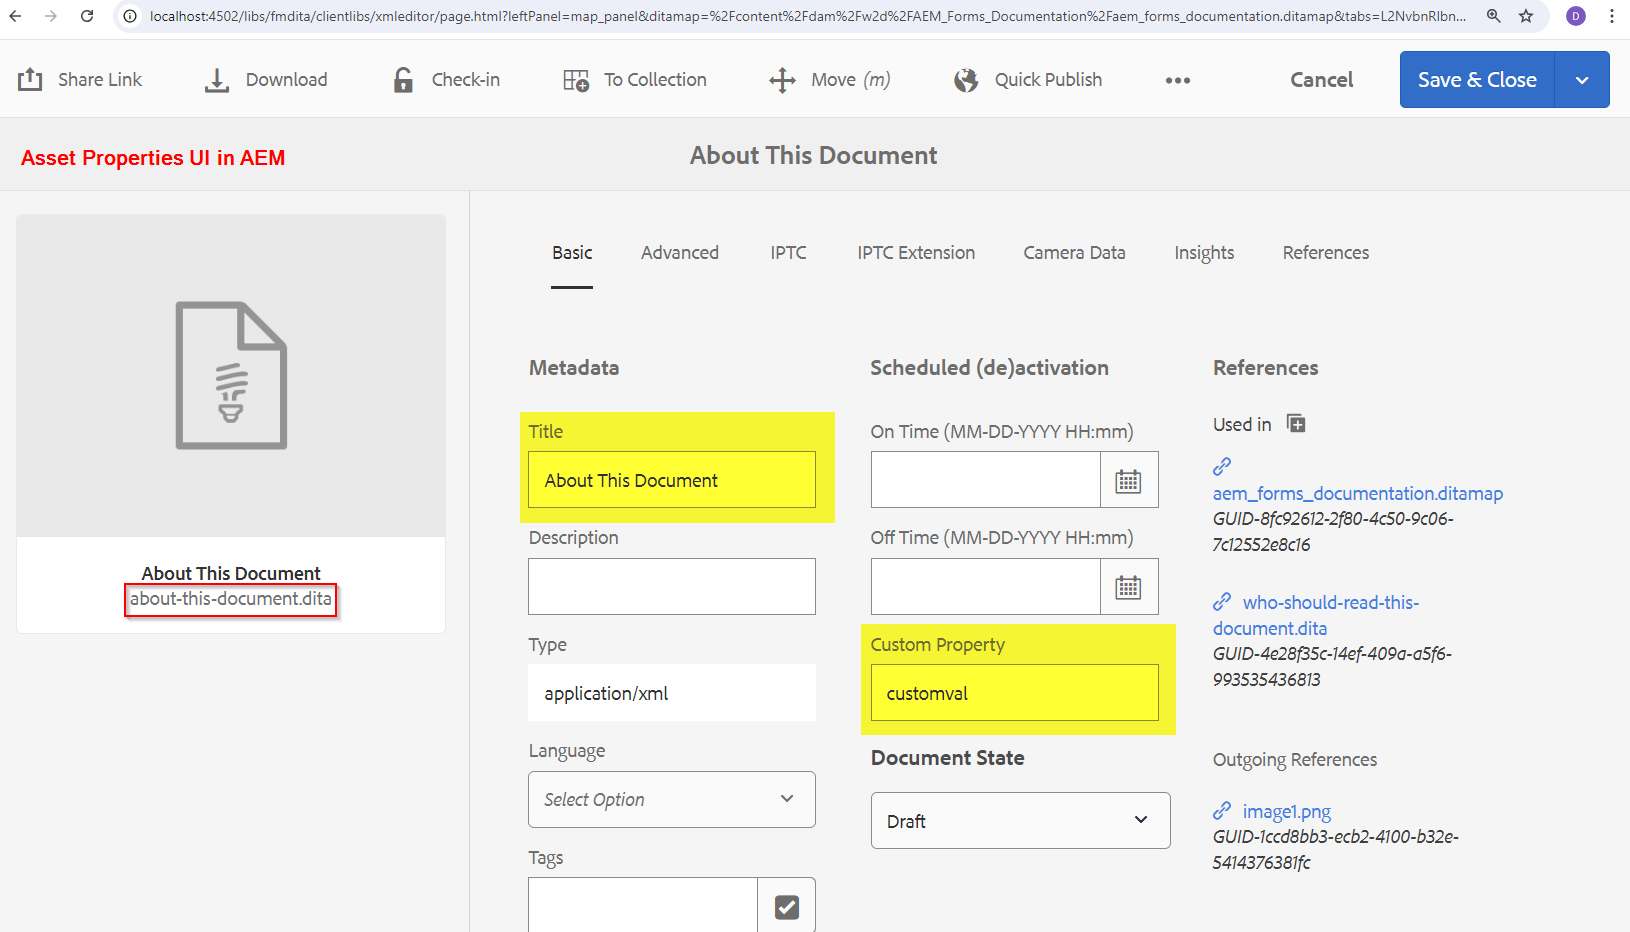 localhost:4502/libs/fmdita/clientlibs/xmleditor/page.html?leftPanel=map_panel&ditamap=%2Fcontent%2Fdam%2Fw2d%2FAEM_Forms_Documentation%2Faem_forms_documentation.ditamap&tabs=L2NvbnRlbn...
D
Share Link
Download
Check-in
To Collection
Move (m)
Quick Publish
Cancel
Save & Close
Asset Properties UI in AEM
About This Document
About This Document
about-this-document.dita
Basic
Advanced
IPTC
IPTC Extension
Camera Data
Insights
References
Metadata
Title
About This Document
Description
Type
application/xml
Language
Select Option
Tags
Scheduled (de)activation
On Time (MM-DD-YYYY HH:mm)
Off Time (MM-DD-YYYY HH:mm)
Custom Property
customval
Document State
Draft
References
Used in
aem_forms_documentation.ditamap
GUID-8fc92612-2f80-4c50-9c06-
7c12552e8c16
who-should-read-this-
document.dita
GUID-4e28f35c-14ef-409a-a5f6-
993535436813
Outgoing References
image1.png
GUID-1ccd8bb3-ecb2-4100-b32e-
5414376381fc